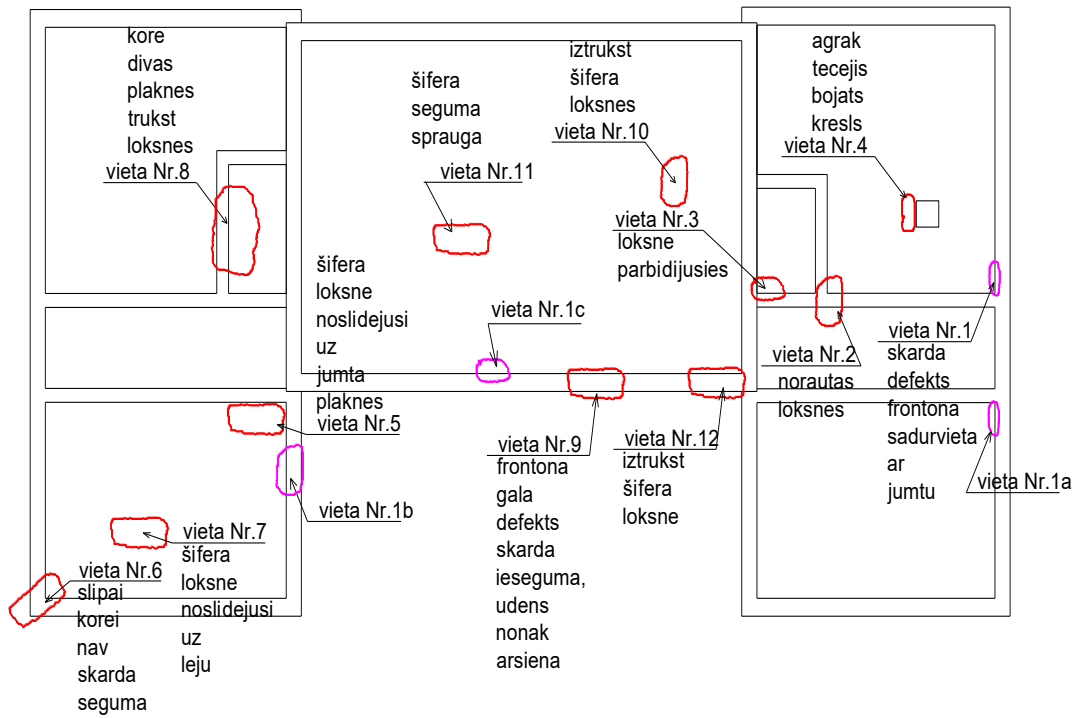 kore
divas
plaknes
trukst
loksnes
vieta Nr.8
šifera
seguma
sprauga
vieta Nr.11
iztrukst
šifera
loksnes
vieta Nr.10
agrak
tecejis
bojats
kresls
vieta Nr.4
vieta Nr.3
loksne
parbidijusies
šifera
loksne
noslidejusi
uz
jumta
plaknes
vieta Nr.5
vieta Nr.1c
vieta Nr.2
norautas
loksnes
vieta Nr.1
skarda
defekts
frontona
sadurvieta
ar
jumtu
vieta Nr.1a
vieta Nr.9
frontona
gala
defekts
skarda
ieseguma,
udens
nonak
arsiena
vieta Nr.12
iztrukst
šifera
loksne
vieta Nr.1b
vieta Nr.7
šifera
loksne
noslidejusi
uz
leju
vieta Nr.6
slipai
korei
nav
skarda
seguma